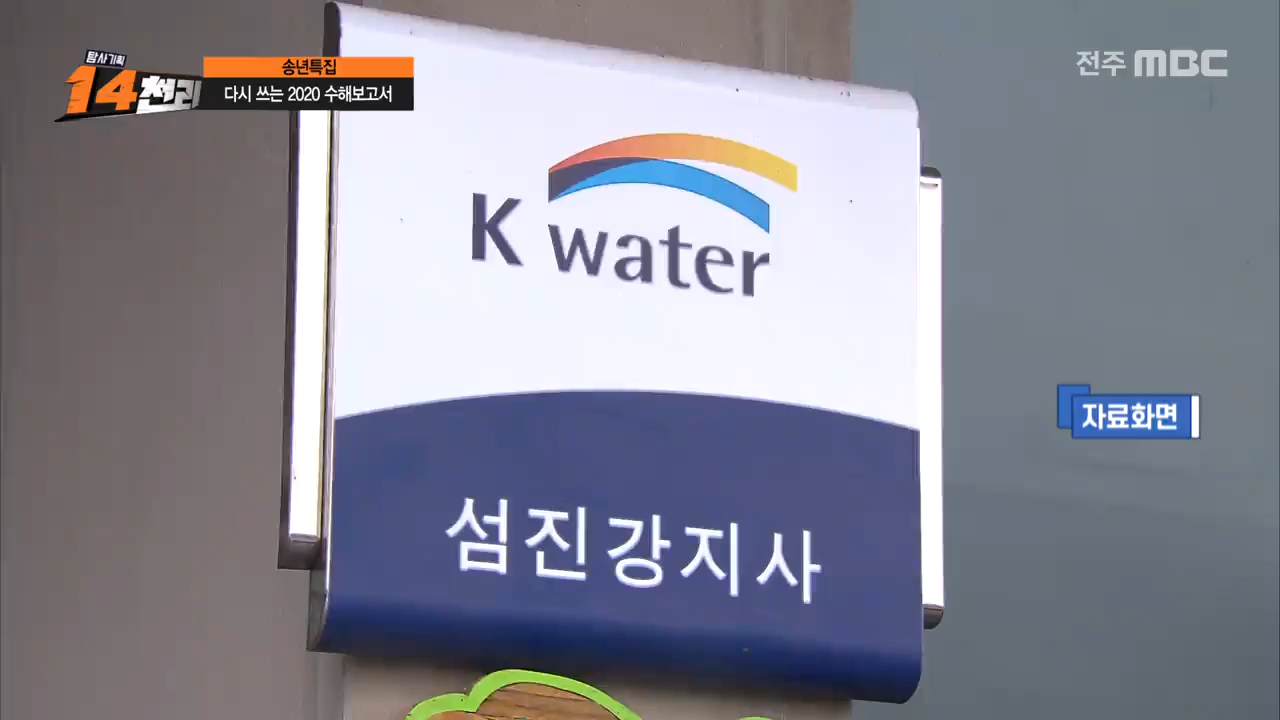 탐사기획
14천리
송년특집
다시 쓰는 2020 수해보고서
전주 MBC
K water
자료화면
섬진강지사